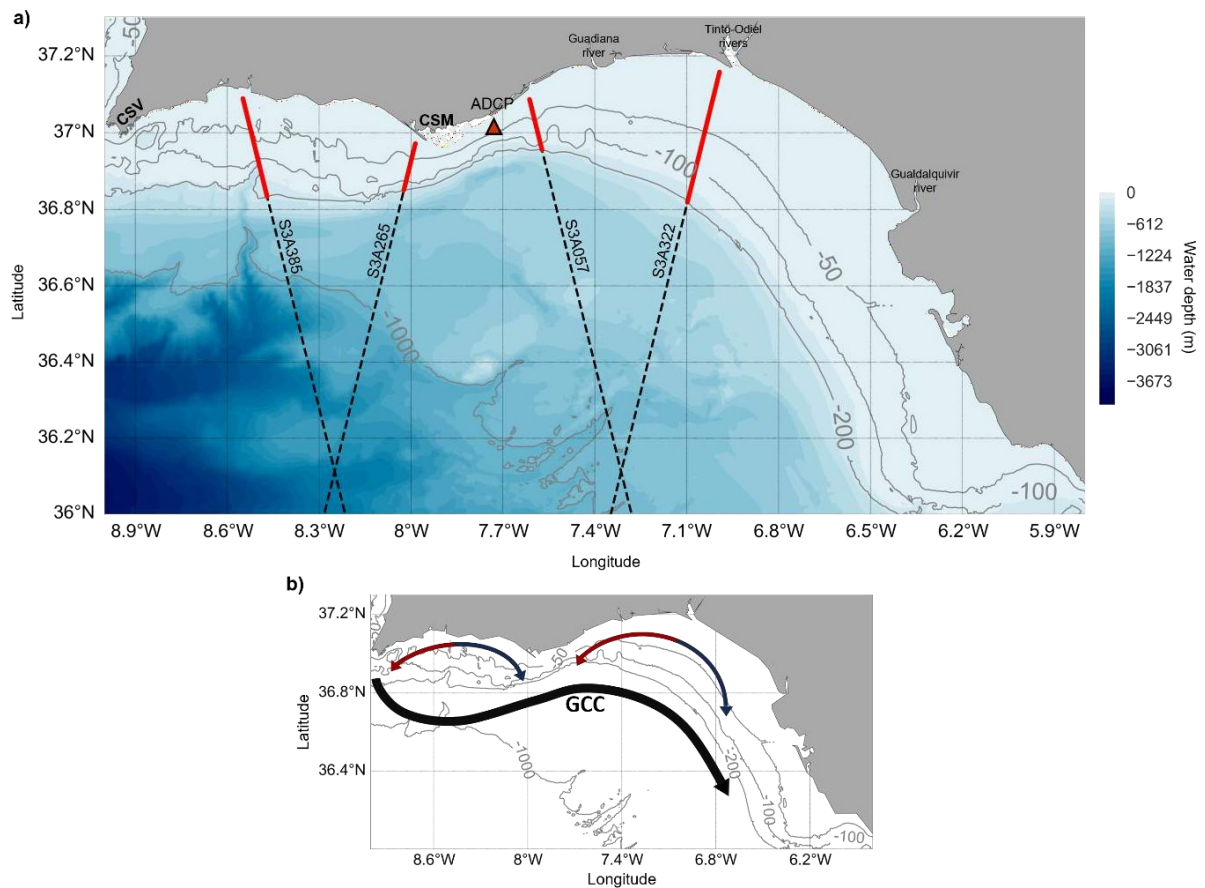 a)
-50
37.2°N
37°N
36.8°N
36.6°N
36.4°N
36.2°N
36°N
Latitude
CSV
CSM
ADCP
Guadiana
river
Tinto-Odiel
rivers
Gualdalquivir
river
-100
-50
-200
-1000
-100
S3A385
S3A265
S3A057
S3A322
8.9°W
8.6°W
8.3°W
8°W
7.7°W
7.4°W
7.1°W
6.8°W
6.5°W
6.2°W
5.9°W
Longitude
0
-612
-1224
-1837
-2449
-3061
-3673
Water depth (m)
b)
37.2°N
36.8°N
36.4°N
Latitude
-50
GCC
-1000
-200
-100
-100
8.6°W
8°W
7.4°W
6.8°W
6.2°W
Longitude